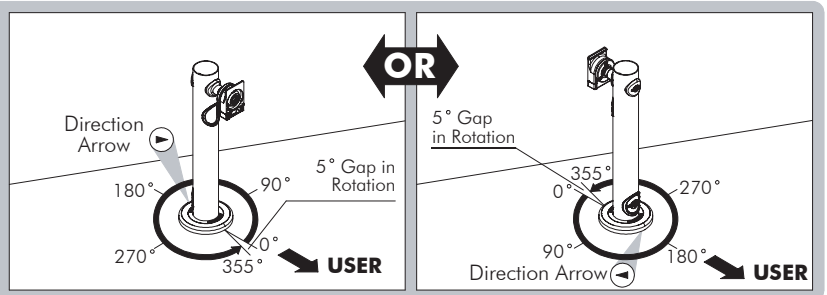 OR
Direction
Arrow
5° Gap in
Rotation
180°
90°
270°
0°
355°
USER
5° Gap
in Rotation
355°
0°
270°
90°
180°
Direction Arrow
USER